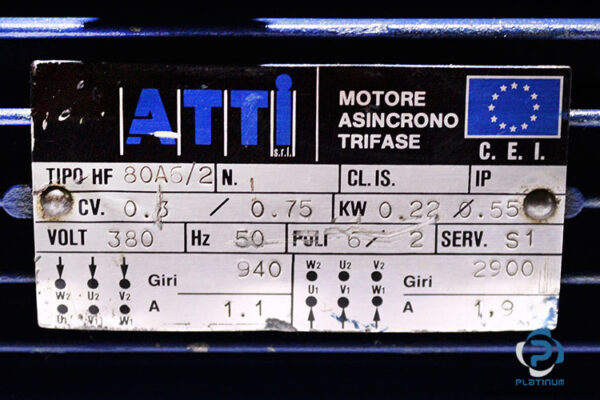 ATTi s.r.l.
MOTORE
ASINCRONO
TRIFASE
C. E. I.
TIPO HF 80A6/2 N. CL.IS. IP
CV. 0.3 / 0.75 KW 0.22 / 0.55
VOLT 380 Hz 50 POLI 6/ 2 SERV. S1
W2 U2 V2 Giri 940 W2 U2 V2 Giri 2900
U1 V1 W1 A 1.1 U1 V1 W1 A 1,9
PLATINUM